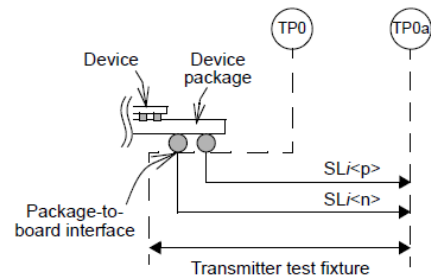 TP0
TP0a
Device
Device
package
SLi<p>
SLi<n>
Package-to-
board interface
Transmitter test fixture